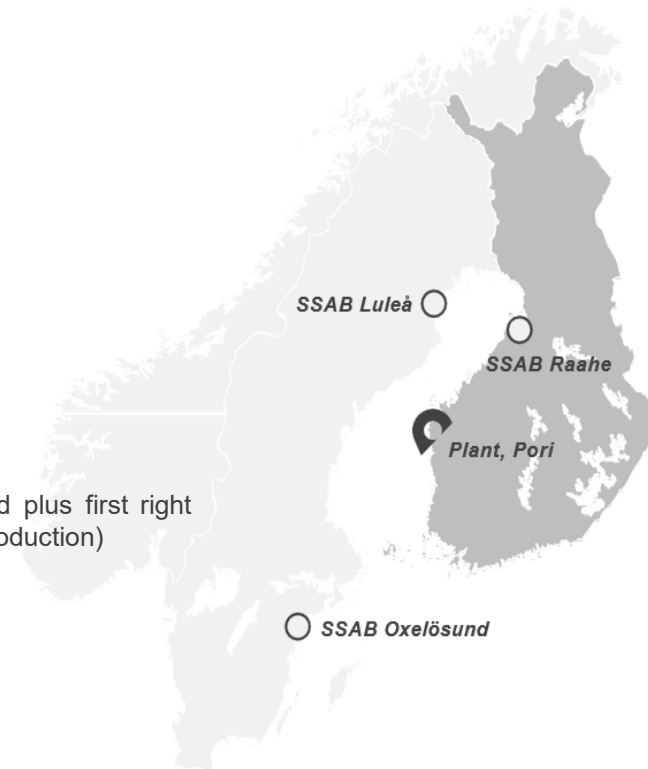 SSAB Luleå
SSAB Raahe
Plant, Pori
d plus first right
oduction)
SSAB Oxelösund